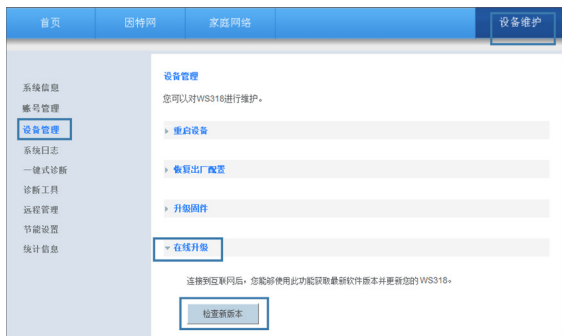 首页 因特网 家庭网络 设备维护
系统信息
账号管理
设备管理
系统日志
一键式诊断
诊断工具
远程管理
节能设置
统计信息
设备管理
您可以对WS318进行维护。
重启设备
恢复出厂配置
升级固件
在线升级
连接到互联网后,您能够使用此功能获取最新软件版本并更新您的WS318。
检查新版本